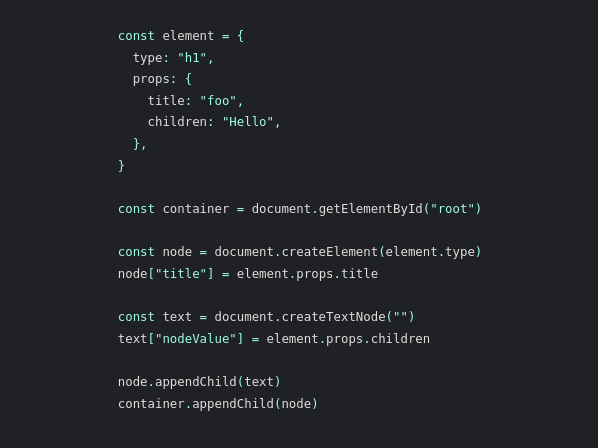 const element = {
  type: "h1",
  props: {
    title: "foo",
    children: "Hello",
  },
}

const container = document.getElementById("root")

const node = document.createElement(element.type)
node["title"] = element.props.title

const text = document.createTextNode("")
text["nodeValue"] = element.props.children

node.appendChild(text)
container.appendChild(node)